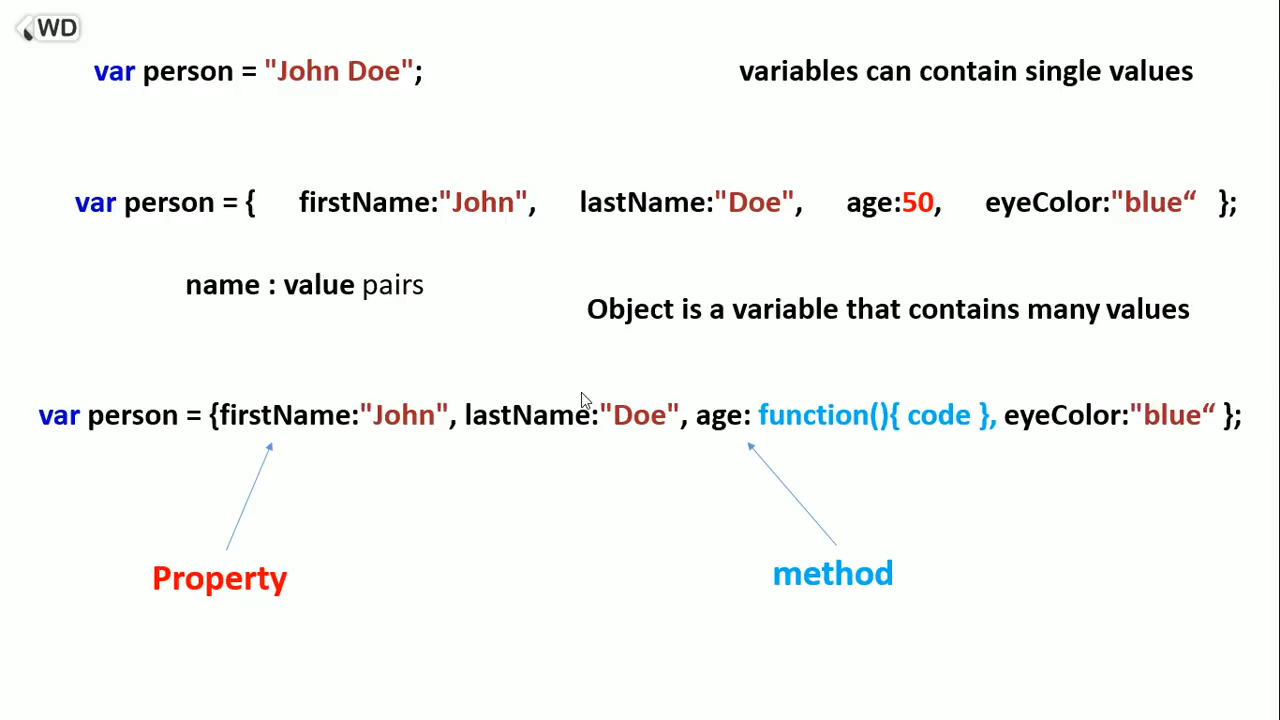 WD
var person = "John Doe";
variables can contain single values
var person = { firstName:"John", lastName:"Doe", age:50, eyeColor:"blue“ };
name : value pairs
Object is a variable that contains many values
var person = {firstName:"John", lastName:"Doe", age: function(){ code }, eyeColor:"blue“ };
Property
method